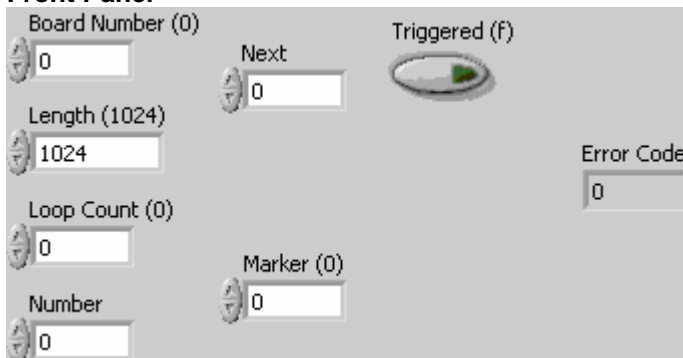 Front Panel
Board Number (0)
0
Next
0
Triggered (f)
Length (1024)
1024
Error Code
0
Loop Count (0)
0
Marker (0)
0
Number
0